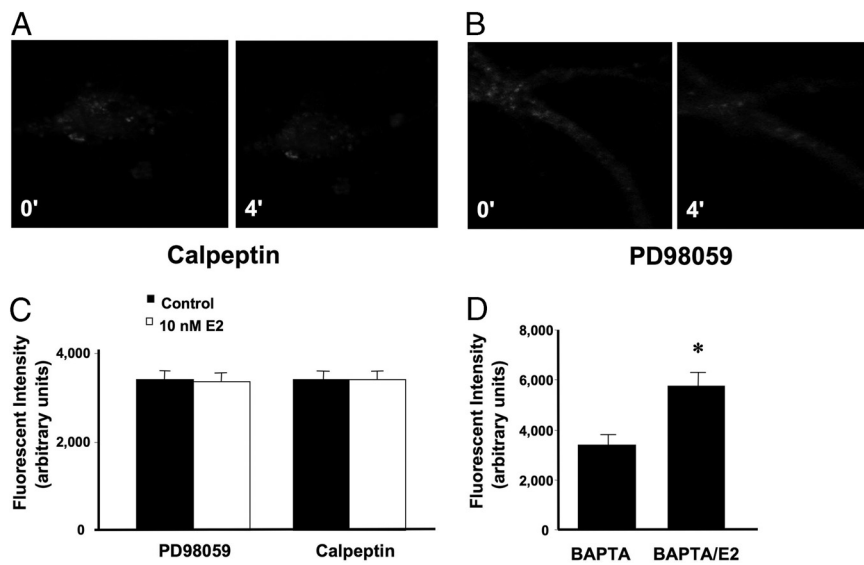 A
B
0'
4'
0'
4'
Calpeptin
PD98059
C
Control
10 nM E2
D
Fluorescent Intensity
(arbitrary units)
4,000
2,000
0
PD98059
Calpeptin
Fluorescent Intensity
(arbitrary units)
8,000
6,000
4,000
2,000
0
*
BAPTA
BAPTA/E2